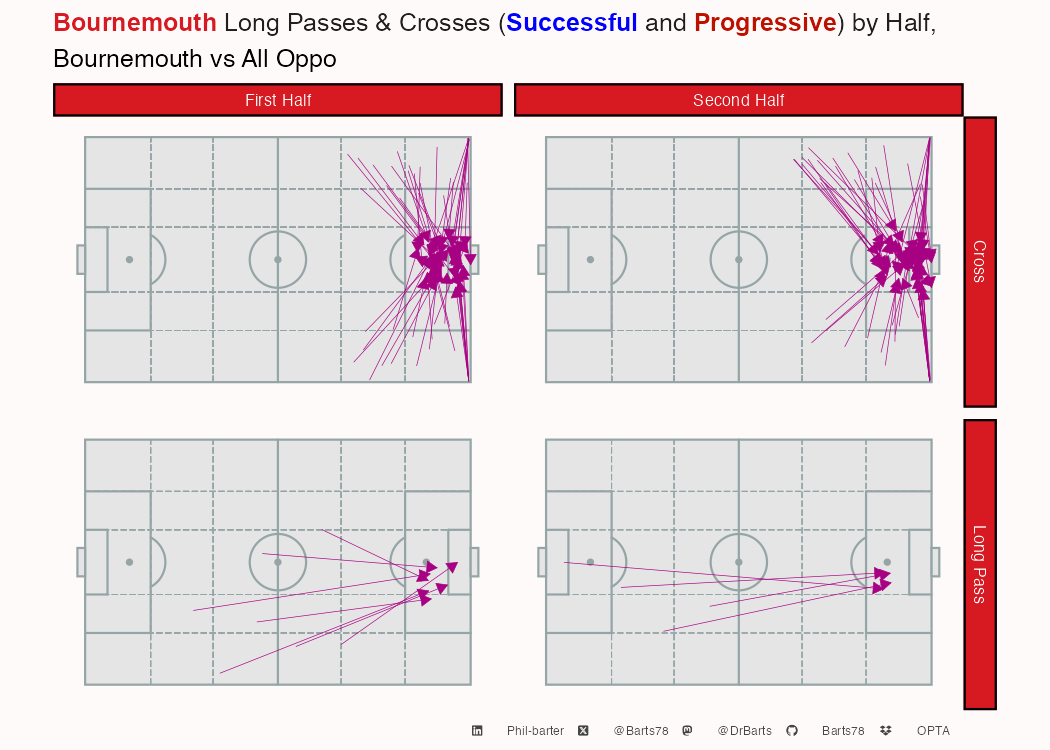 Bournemouth Long Passes & Crosses (Successful and Progressive) by Half,
Bournemouth vs All Oppo
First Half
Second Half
Cross
Long Pass
Phil-barter @Barts78 @DrBarts Barts78 OPTA